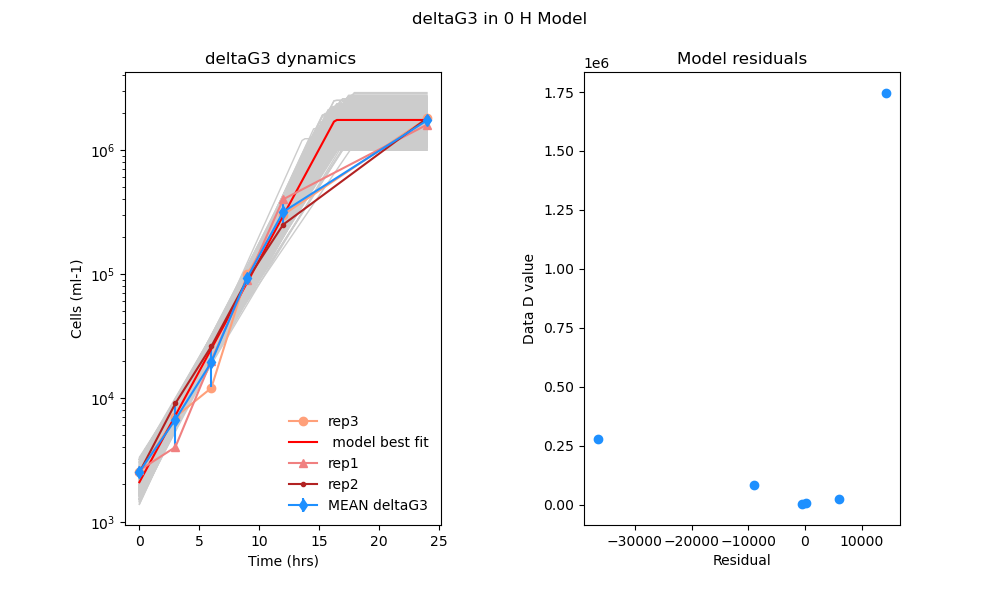 deltaG3 in 0 H Model
deltaG3 dynamics
Cells (ml-1)
10^6
10^5
10^4
10^3
rep3
model best fit
rep1
rep2
MEAN deltaG3
0 5 10 15 20 25
Time (hrs)
Model residuals
1e6
Data D value
1.75
1.50
1.25
1.00
0.75
0.50
0.25
0.00
−30000 −20000 −10000 0 10000
Residual